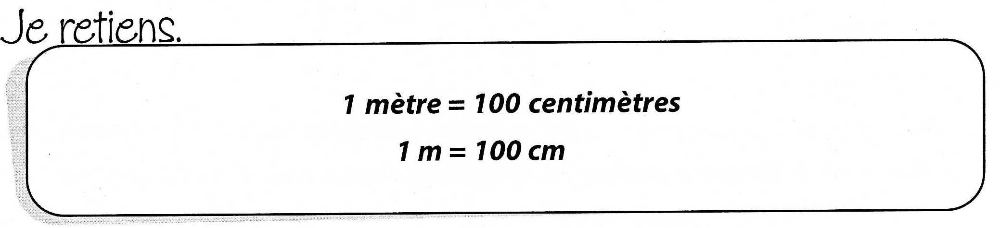 Je retiens.
1 mètre = 100 centimètres
1 m = 100 cm